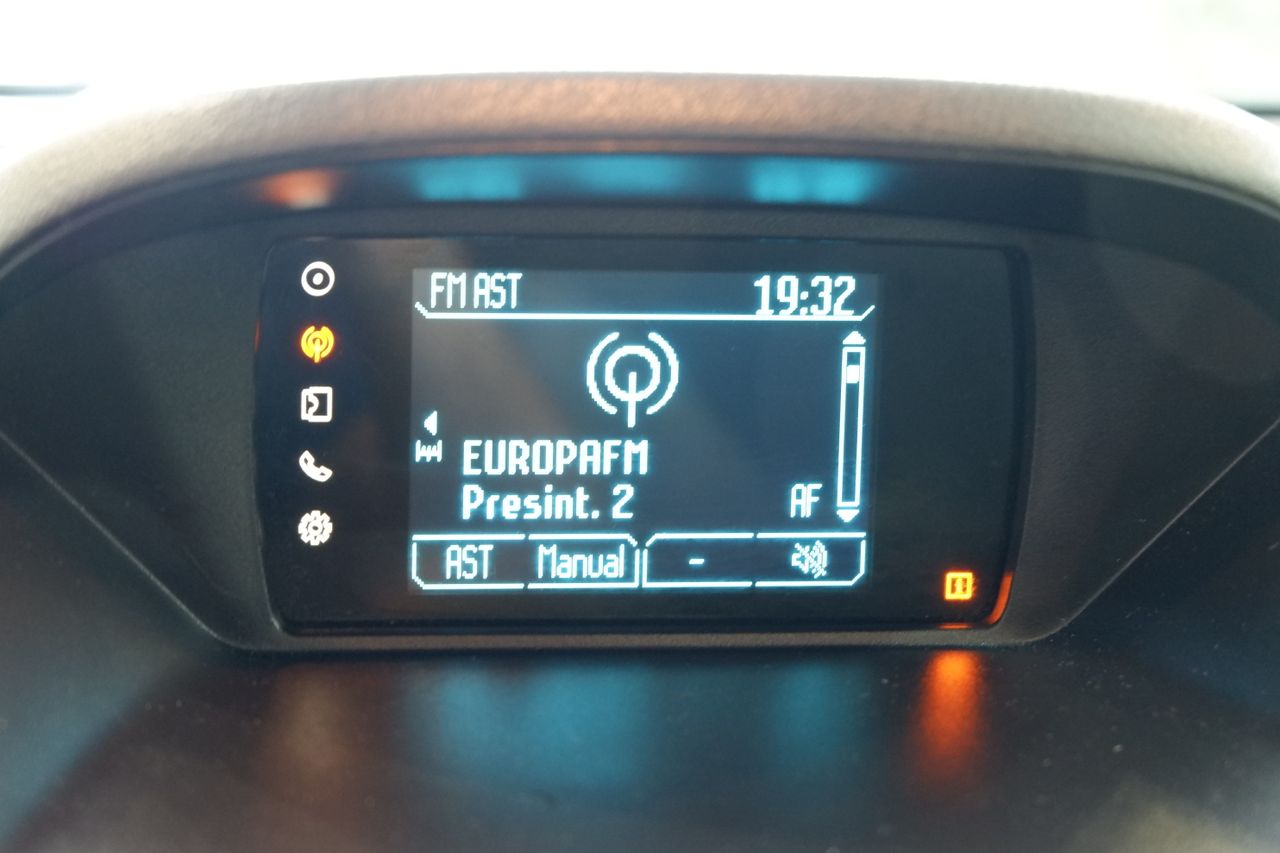 FM AST 19:32
EUROPAFM
Presint. 2 AF
AST Manual -